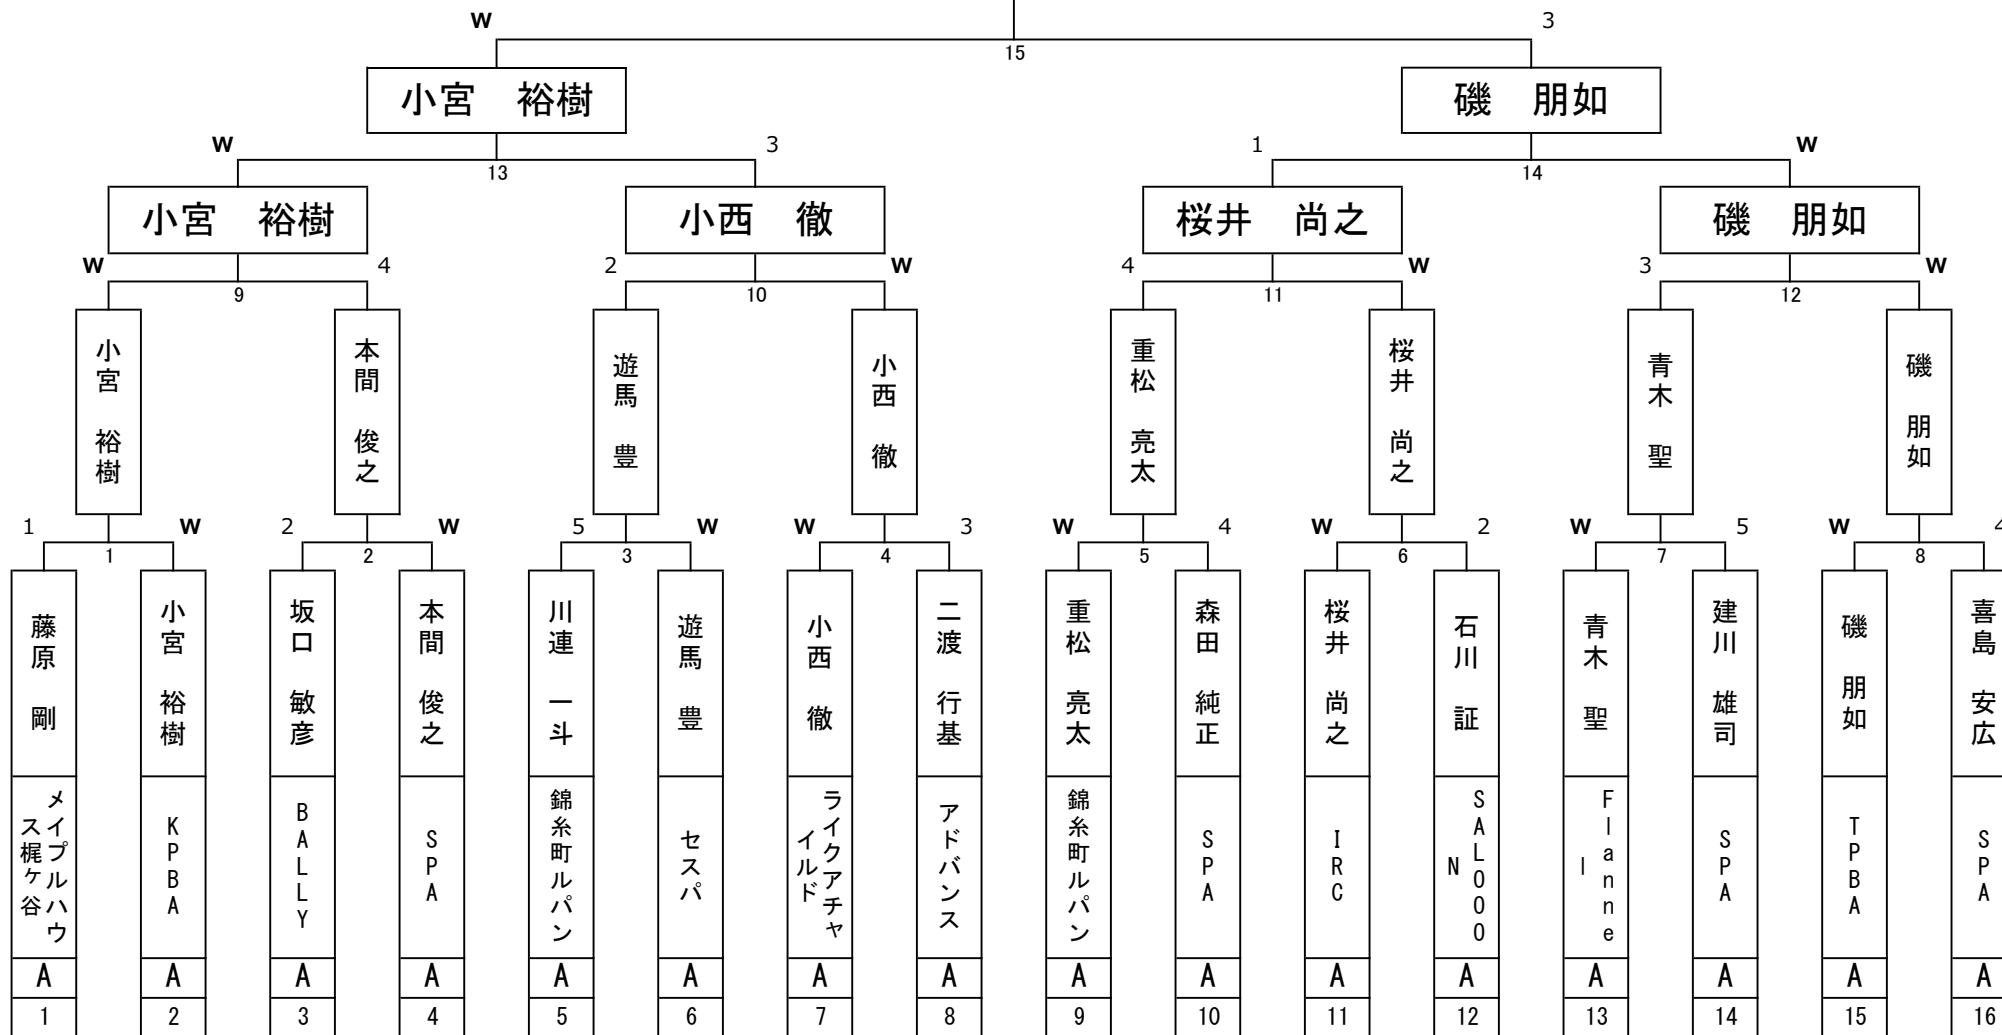 W 3
15
小宮　裕樹 磯　朋如
W 3 1 W
13 14
小宮　裕樹 小西　徹 桜井　尚之 磯　朋如
W 4 2 W 4 W 3 W
9 10 11 12
小宮　裕樹
本間　俊之
遊馬　豊
小西　徹
重松　亮太
桜井　尚之
青木　聖
磯　朋如
1 W 2 W 5 W W 3 W 4 W 2 W 5 W 4
1 2 3 4 5 6 7 8
藤原　剛
小宮　裕樹
坂口　敏彦
本間　俊之
川連　一斗
遊馬　豊
小西　徹
二渡　行基
重松　亮太
森田　純正
桜井　尚之
石川　証
青木　聖
建川　雄司
磯　朋如
喜島　安広
メイプルハウ
ス梶ヶ谷
KPBA
BALLY
SPA
錦糸町ルパン
セスパ
ライクアチャ
イルド
アドバンス
錦糸町ルパン
SPA
IRC
SALOOO
N
Flanne
l
SPA
TPBA
SPA
A A A A A A A A A A A A A A A A
1 2 3 4 5 6 7 8 9 10 11 12 13 14 15 16